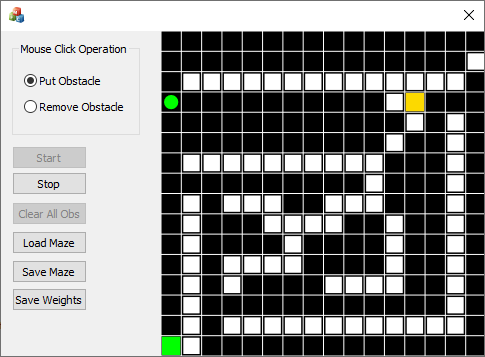 Mouse Click Operation
Put Obstacle
Remove Obstacle
Start
Stop
Clear All Obs
Load Maze
Save Maze
Save Weights